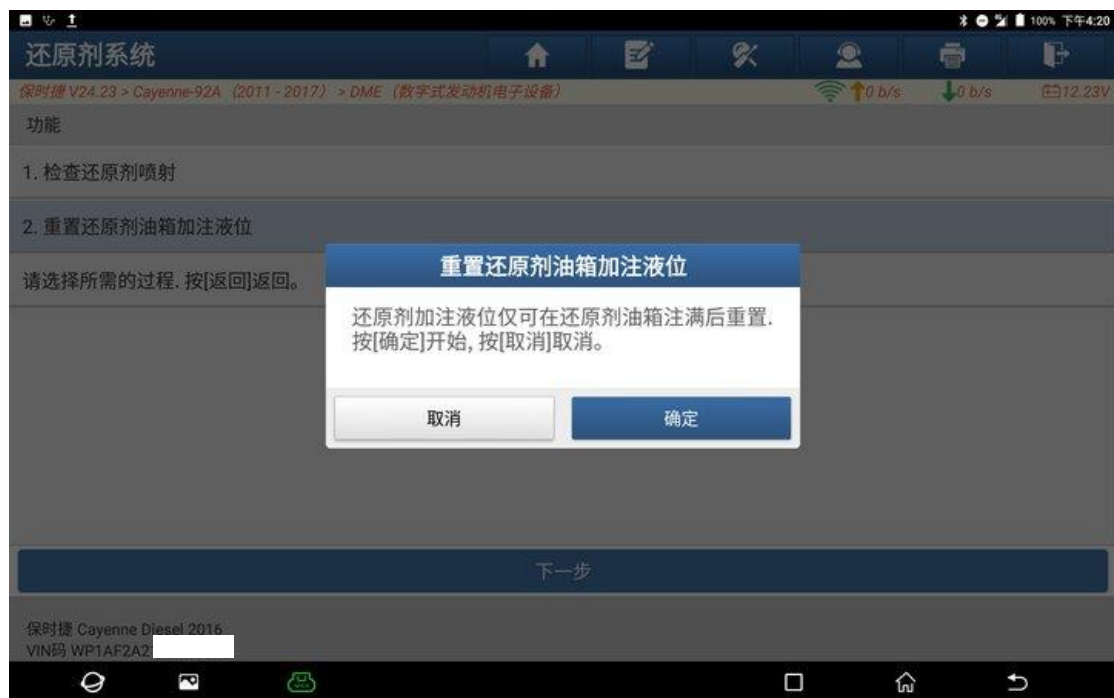 100% 下午4:20
还原剂系统
保时捷 V24.23 > Cayenne-92A（2011 - 2017）> DME（数字式发动机电子设备）
0 b/s 0 b/s 12.23V
功能
1. 检查还原剂喷射
2. 重置还原剂油箱加注液位
请选择所需的过程. 按[返回]返回。
重置还原剂油箱加注液位
还原剂加注液位仅可在还原剂油箱注满后重置.
按[确定]开始, 按[取消]取消。
取消 确定
下一步
保时捷 Cayenne Diesel 2016
VIN码 WP1AF2A2